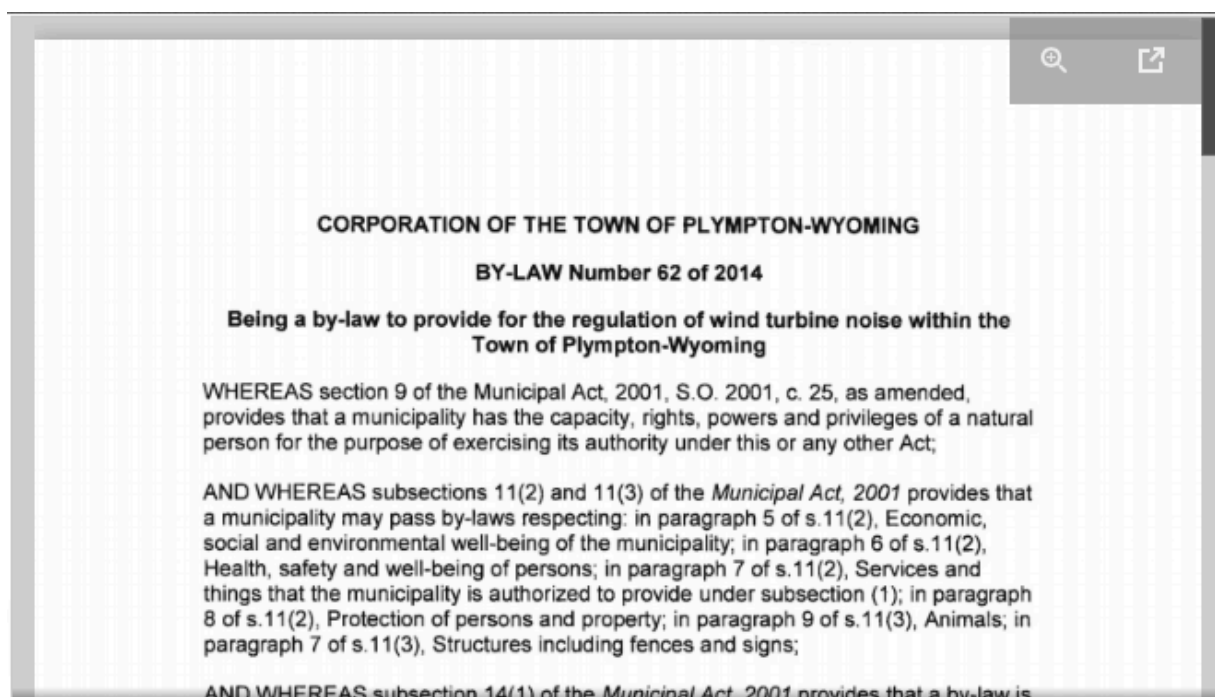 CORPORATION OF THE TOWN OF PLYMPTON-WYOMING
BY-LAW Number 62 of 2014
Being a by-law to provide for the regulation of wind turbine noise within the
Town of Plympton-Wyoming
WHEREAS section 9 of the Municipal Act, 2001, S.O. 2001, c. 25, as amended,
provides that a municipality has the capacity, rights, powers and privileges of a natural
person for the purpose of exercising its authority under this or any other Act;
AND WHEREAS subsections 11(2) and 11(3) of the Municipal Act, 2001 provides that
a municipality may pass by-laws respecting: in paragraph 5 of s.11(2), Economic,
social and environmental well-being of the municipality; in paragraph 6 of s.11(2),
Health, safety and well-being of persons; in paragraph 7 of s.11(2), Services and
things that the municipality is authorized to provide under subsection (1); in paragraph
8 of s.11(2), Protection of persons and property; in paragraph 9 of s.11(3), Animals; in
paragraph 7 of s.11(3), Structures including fences and signs;
AND WHEREAS subsection 14(1) of the Municipal Act, 2001 provides that a by-law is